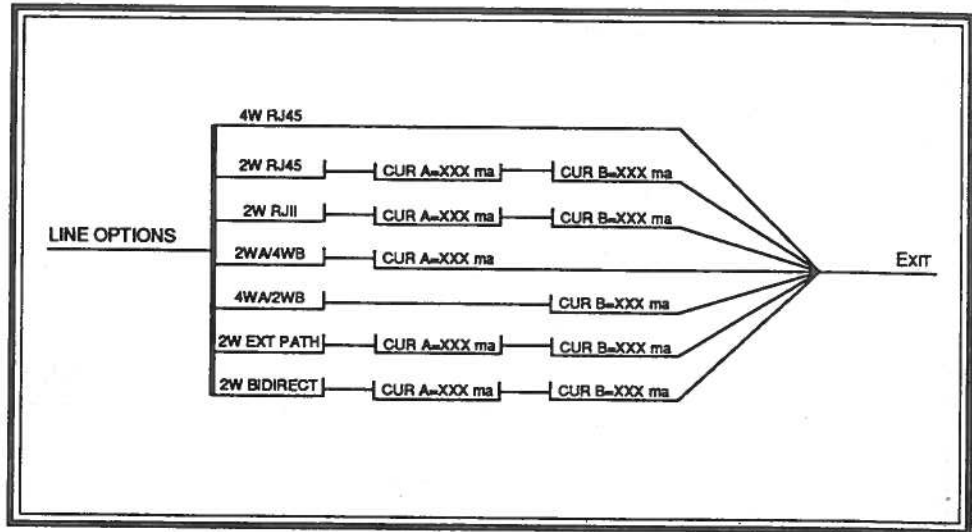 4W RJ45
2W RJ45 CUR A=XXX ma CUR B=XXX ma
2W RJII CUR A=XXX ma CUR B=XXX ma
LINE OPTIONS
2WA/4WB CUR A=XXX ma
EXIT
4WA/2WB CUR B=XXX ma
2W EXT PATH CUR A=XXX ma CUR B=XXX ma
2W BIDIRECT CUR A=XXX ma CUR B=XXX ma